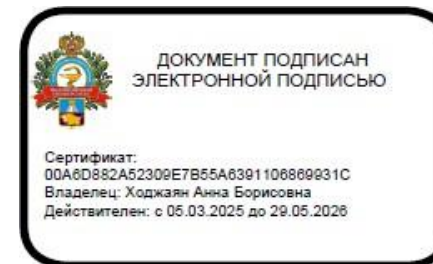 ДОКУМЕНТ ПОДПИСАН
ЭЛЕКТРОННОЙ ПОДПИСЬЮ
Сертификат:
00A6D882A52309E7B55A6391106869931C
Владелец: Ходжаян Анна Борисовна
Действителен: с 05.03.2025 до 29.05.2026